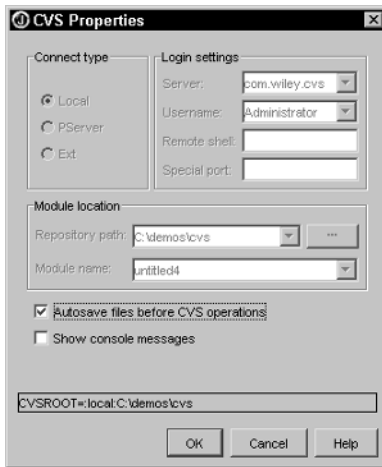 CVS Properties
Connect type
Local
PServer
Ext
Login settings
Server: com.wiley.cvs
Username: Administrator
Remote shell:
Special port:
Module location
Repository path: C:\demos\cvs ...
Module name: untitled4
Autosave files before CVS operations
Show console messages
CVSROOT=:local:C:\demos\cvs
OK Cancel Help